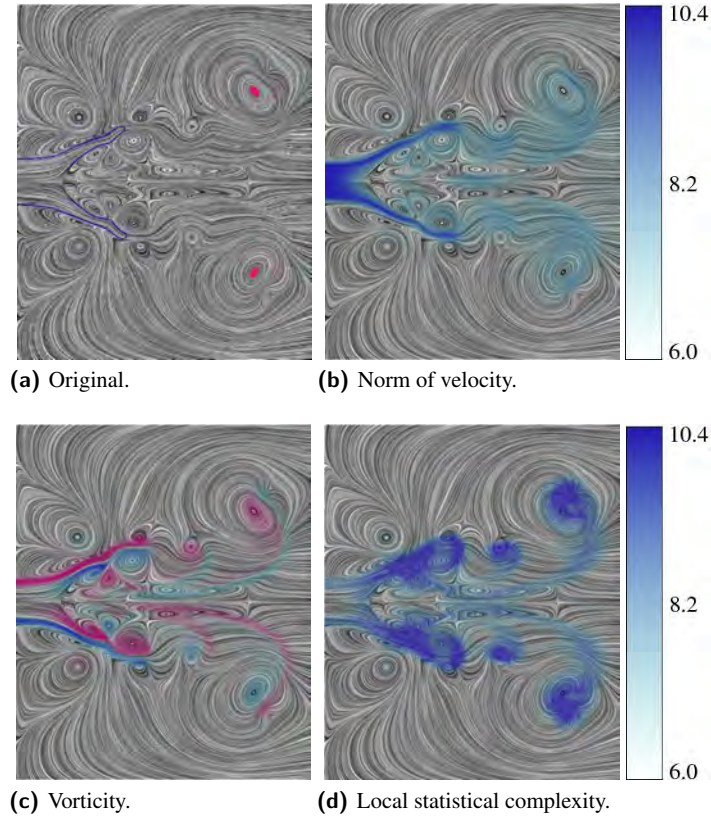 10.4
8.2
6.0
(a) Original.
(b) Norm of velocity.
10.4
8.2
6.0
(c) Vorticity.
(d) Local statistical complexity.